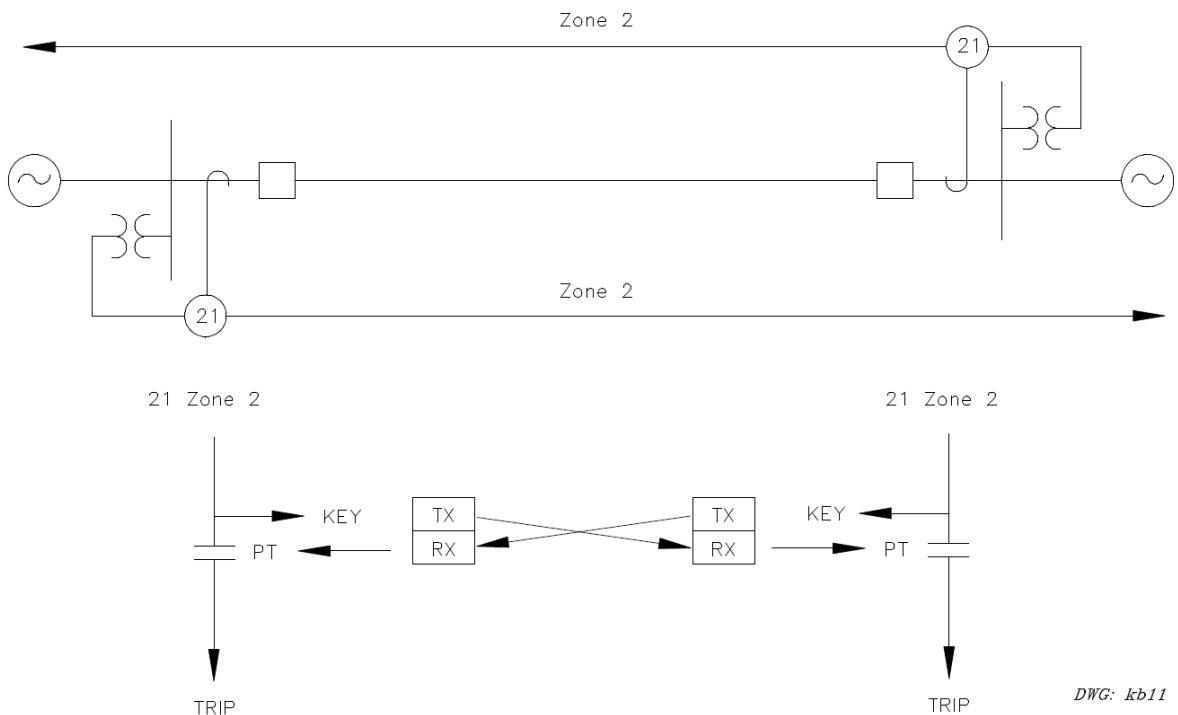 Zone 2
21
Zone 2
21
21 Zone 2
21 Zone 2
KEY
TX
TX
KEY
PT
RX
RX
PT
TRIP
TRIP
DWG: kb11